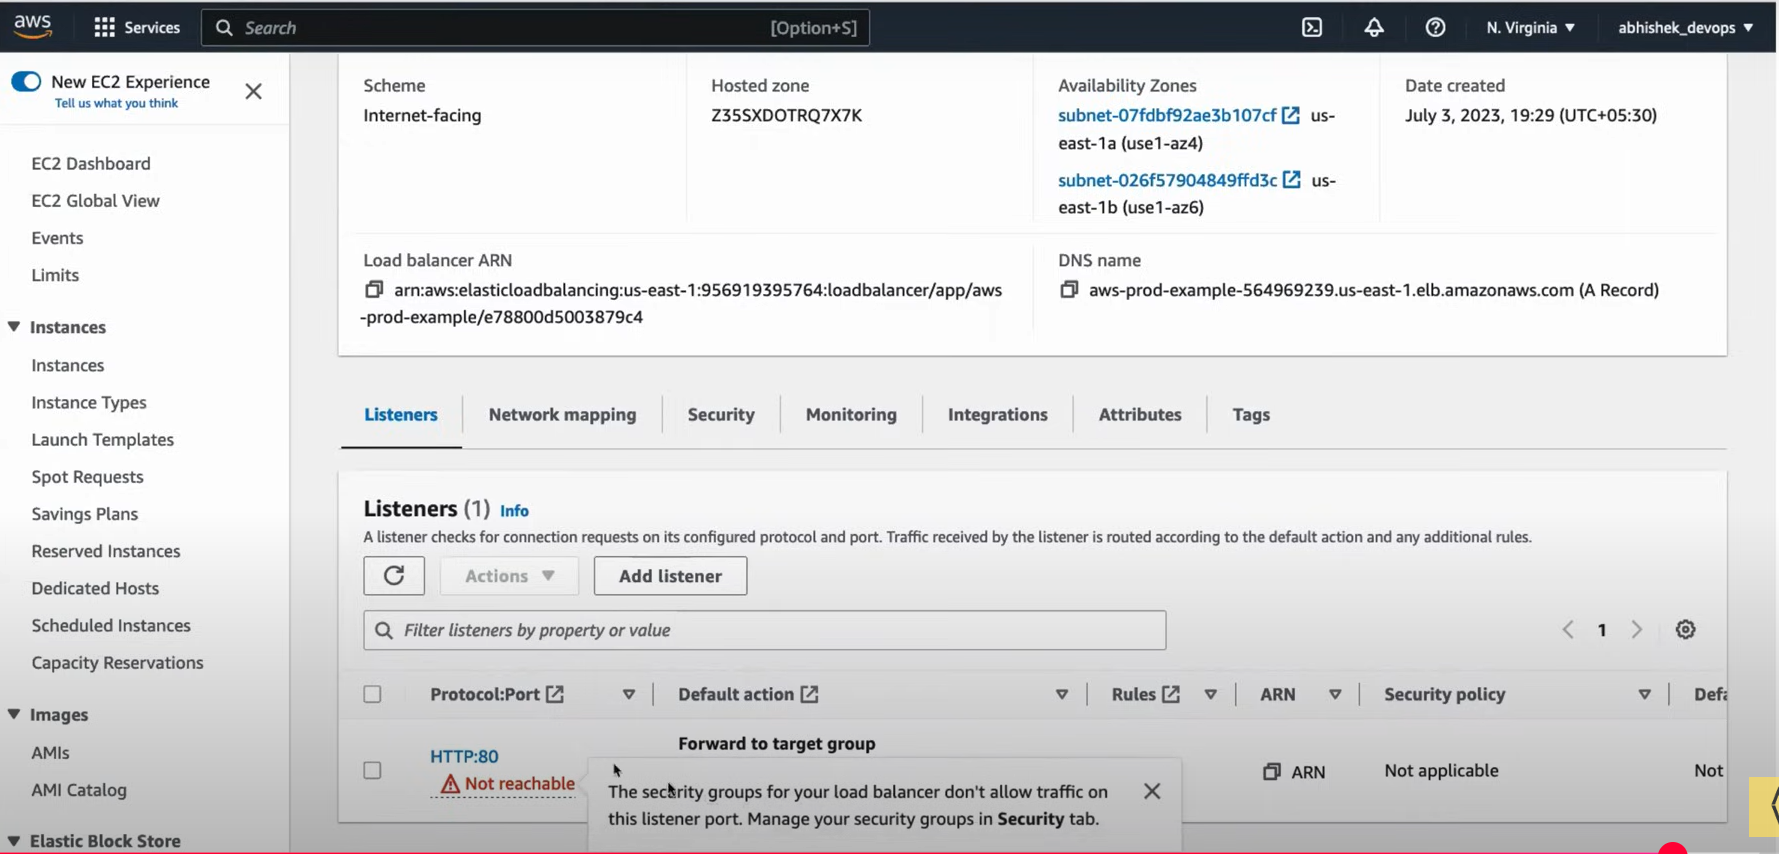 aws
Services
Search
[Option+S]
N. Virginia
abhishek_devops
New EC2 Experience
Tell us what you think
EC2 Dashboard
EC2 Global View
Events
Limits
Instances
Instances
Instance Types
Launch Templates
Spot Requests
Savings Plans
Reserved Instances
Dedicated Hosts
Scheduled Instances
Capacity Reservations
Images
AMIs
AMI Catalog
Elastic Block Store
Scheme
Internet-facing
Hosted zone
Z35SXDOTRQ7X7K
Availability Zones
subnet-07fdbf92ae3b107cf us-
east-1a (use1-az4)
subnet-026f57904849ffd3c us-
east-1b (use1-az6)
Date created
July 3, 2023, 19:29 (UTC+05:30)
Load balancer ARN
arn:aws:elasticloadbalancing:us-east-1:956919395764:loadbalancer/app/aws
-prod-example/e78800d5003879c4
DNS name
aws-prod-example-564969239.us-east-1.elb.amazonaws.com (A Record)
Listeners
Network mapping
Security
Monitoring
Integrations
Attributes
Tags
Listeners (1) Info
A listener checks for connection requests on its configured protocol and port. Traffic received by the listener is routed according to the default action and any additional rules.
Actions
Add listener
Filter listeners by property or value
1
Protocol:Port
Default action
Rules
ARN
Security policy
Defa
HTTP:80
Not reachable
Forward to target group
The security groups for your load balancer don't allow traffic on
this listener port. Manage your security groups in Security tab.
ARN
Not applicable
Not